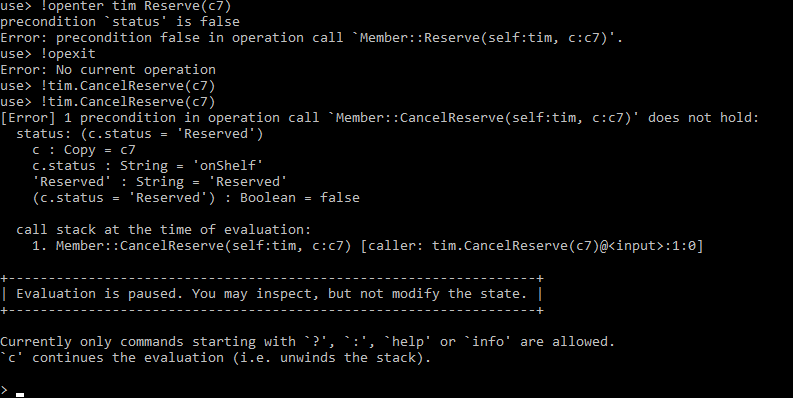 use> !openter tim Reserve(c7)
precondition `status' is false
Error: precondition false in operation call `Member::Reserve(self:tim, c:c7)'.
use> !opexit
Error: No current operation
use> !tim.CancelReserve(c7)
use> !tim.CancelReserve(c7)
[Error] 1 precondition in operation call `Member::CancelReserve(self:tim, c:c7)' does not hold:
  status: (c.status = 'Reserved')
    c : Copy = c7
    c.status : String = 'onShelf'
    'Reserved' : String = 'Reserved'
    (c.status = 'Reserved') : Boolean = false

  call stack at the time of evaluation:
    1. Member::CancelReserve(self:tim, c:c7) [caller: tim.CancelReserve(c7)@<input>:1:0]

+------------------------------------------------------------------+
| Evaluation is paused. You may inspect, but not modify the state. |
+------------------------------------------------------------------+

Currently only commands starting with `?', `:', `help' or `info' are allowed.
`c' continues the evaluation (i.e. unwinds the stack).

> _